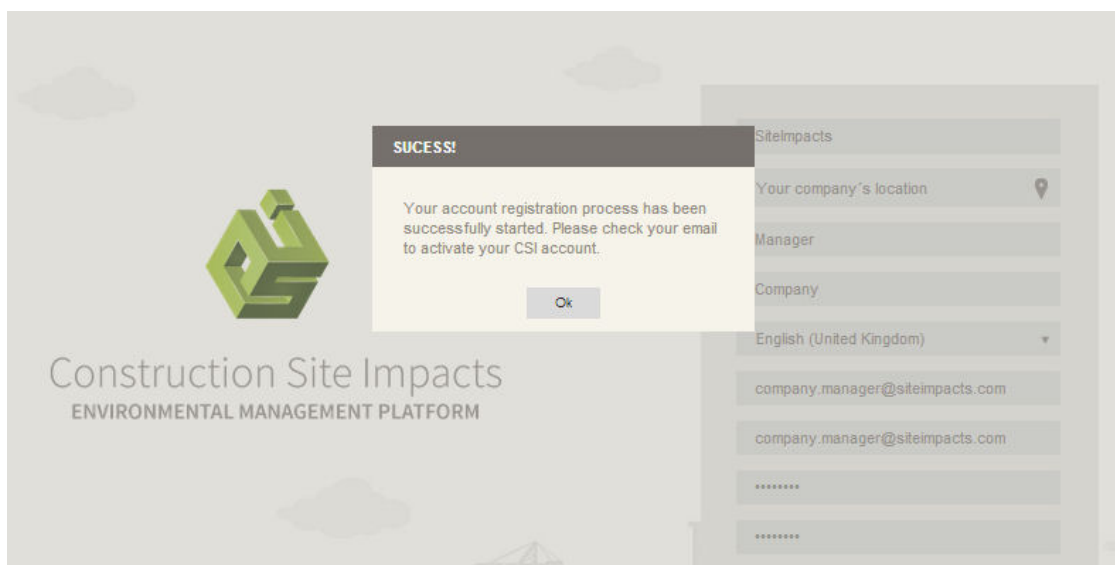 SUCESS!
Your account registration process has been
successfully started. Please check your email
to activate your CSI account.
Ok
Construction Site Impacts
ENVIRONMENTAL MANAGEMENT PLATFORM
SiteImpacts
Your company´s location
Manager
Company
English (United Kingdom)
company.manager@siteimpacts.com
company.manager@siteimpacts.com
••••••••
••••••••